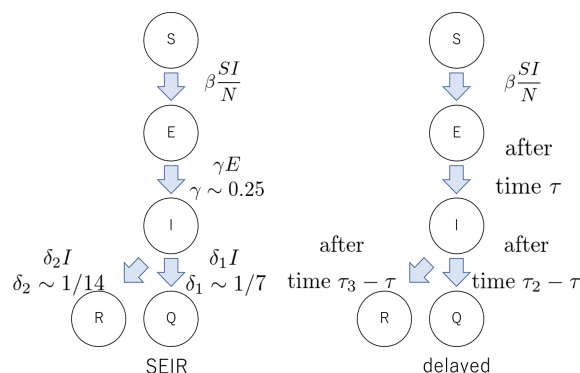 S S
β SI/N β SI/N
E E
γE after
γ ∼ 0.25 time τ
I I
δ₂I δ₁I after after
δ₂ ∼ 1/14 δ₁ ∼ 1/7 time τ₃ − τ time τ₂ − τ
R Q R Q
SEIR delayed